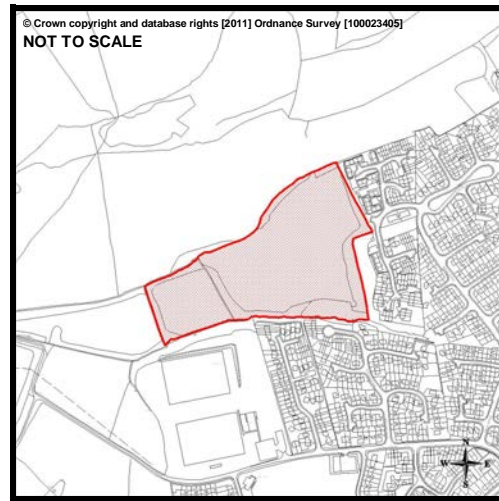 © Crown copyright and database rights [2011] Ordnance Survey [100023405]
NOT TO SCALE
N
W E
S